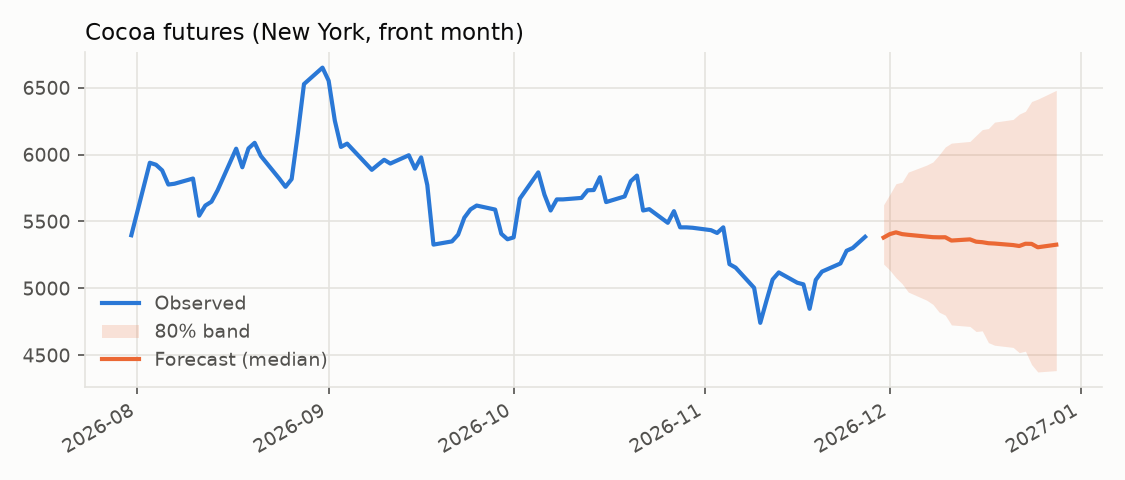 Cocoa futures (New York, front month)
6500
6000
5500
5000
4500
Observed
80% band
Forecast (median)
2026-08
2026-09
2026-10
2026-11
2026-12
2027-01